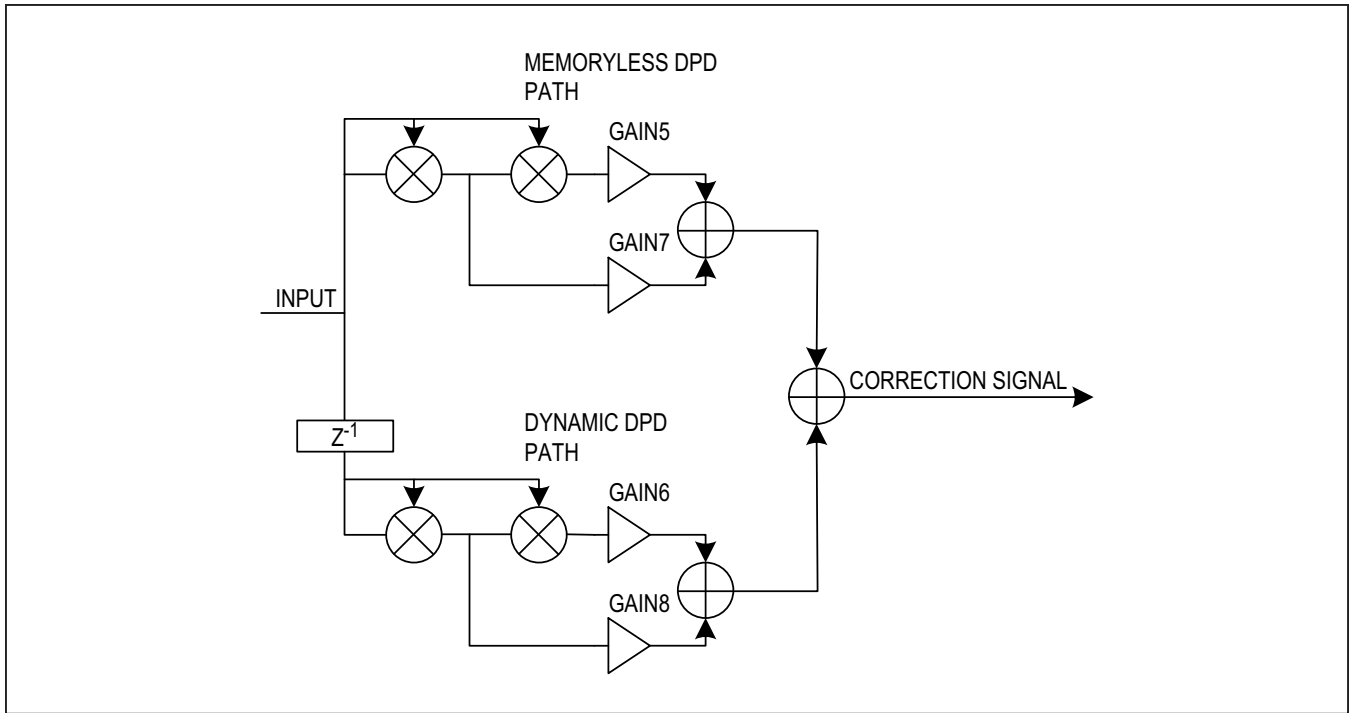 MEMORYLESS DPD
PATH
GAIN5
GAIN7
INPUT
CORRECTION SIGNAL
Z⁻¹
DYNAMIC DPD
PATH
GAIN6
GAIN8